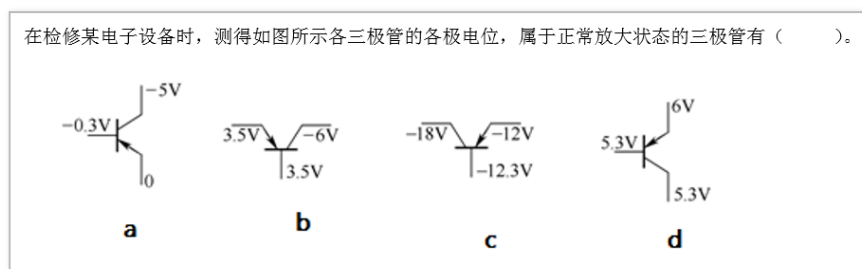 在检修某电子设备时，测得如图所示各三极管的各极电位，属于正常放大状态的三极管有（ ）。
-5V
-0.3V
0
a
3.5V -6V
3.5V
b
-18V -12V
-12.3V
c
6V
5.3V
5.3V
d